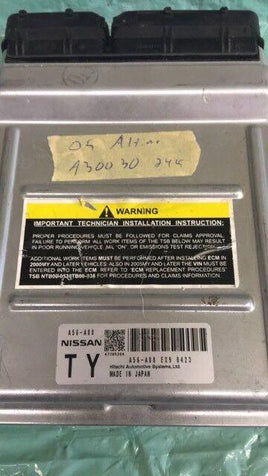 04 Altima
A30030 24k
WARNING
IMPORTANT TECHNICIAN INSTALLATION INSTRUCTION:
PROPER PROCEDURES MUST BE FOLLOWED FOR CLAIMS APPROVAL.
FAILURE TO PERFORM ALL WORK ITEMS OF THE TSB BELOW MAY RESULT
IN POOR RUNNING VEHICLE, MIL "ON" OR EMISSIONS TEST REJECTION.
ADDITIONAL WORK ITEMS MUST BE PERFORMED AFTER INSTALLING ECM IN
2000MY AND LATER VEHICLES: ALSO IN 2005MY AND LATER THE VIN MUST BE
ENTERED INTO THE ECM. REFER TO "ECM REPLACEMENT PROCEDURES"
FOR PROCEDURES AND CLAIMS INFORMATION.
A56-A80
NISSAN
TY
A56-A80 E09 8423
Hitachi Automotive Systems, Ltd.
MADE IN JAPAN